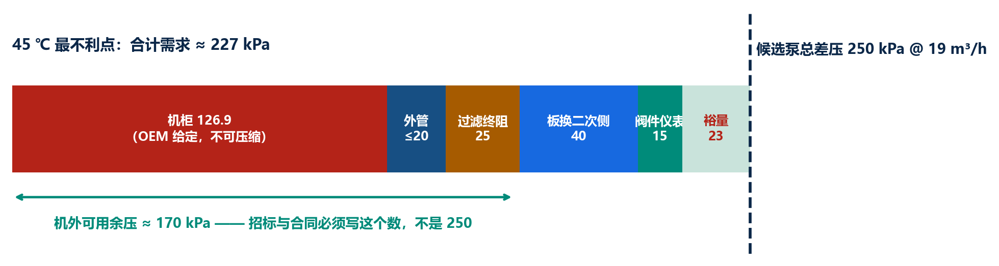 45 ℃ 最不利点：合计需求 ≈ 227 kPa
候选泵总差压 250 kPa @ 19 m³/h
机柜 126.9
（OEM 给定，不可压缩）
外管
≤20
过滤终阻
25
板换二次侧
40
阀件仪表
15
裕量
23
机外可用余压 ≈ 170 kPa —— 招标与合同必须写这个数，不是 250